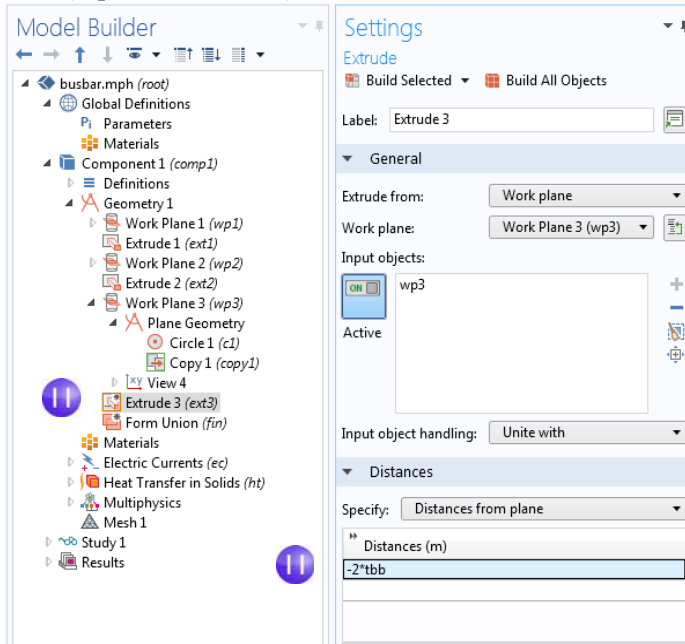 Model Builder
busbar.mph (root)
Global Definitions
Pi Parameters
Materials
Component 1 (comp1)
Definitions
Geometry 1
Work Plane 1 (wp1)
Extrude 1 (ext1)
Work Plane 2 (wp2)
Extrude 2 (ext2)
Work Plane 3 (wp3)
Plane Geometry
Circle 1 (c1)
Copy 1 (copy1)
xy View 4
11 Extrude 3 (ext3)
Form Union (fin)
Materials
Electric Currents (ec)
Heat Transfer in Solids (ht)
Multiphysics
Mesh 1
Study 1
Results
11
Settings
Extrude
Build Selected Build All Objects
Label: Extrude 3
General
Extrude from: Work plane
Work plane: Work Plane 3 (wp3)
Input objects:
ON
Active
wp3
Input object handling: Unite with
Distances
Specify: Distances from plane
Distances (m)
-2*tbb